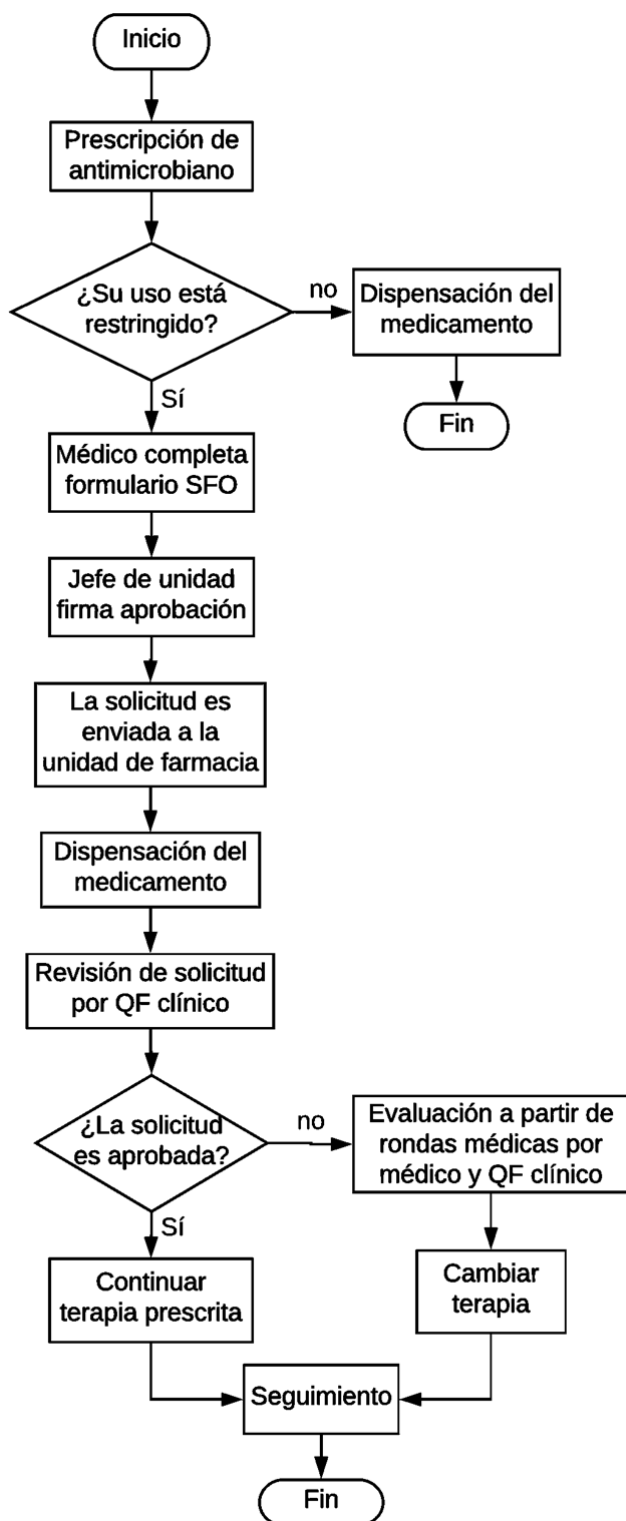 Inicio
Prescripción de
antimicrobiano
¿Su uso está
restringido?
no
Dispensación del
medicamento
Fin
Sí
Médico completa
formulario SFO
Jefe de unidad
firma aprobación
La solicitud es
enviada a la
unidad de farmacia
Dispensación del
medicamento
Revisión de solicitud
por QF clínico
¿La solicitud
es aprobada?
no
Evaluación a partir de
rondas médicas por
médico y QF clínico
Sí
Continuar
terapia prescrita
Cambiar
terapia
Seguimiento
Fin